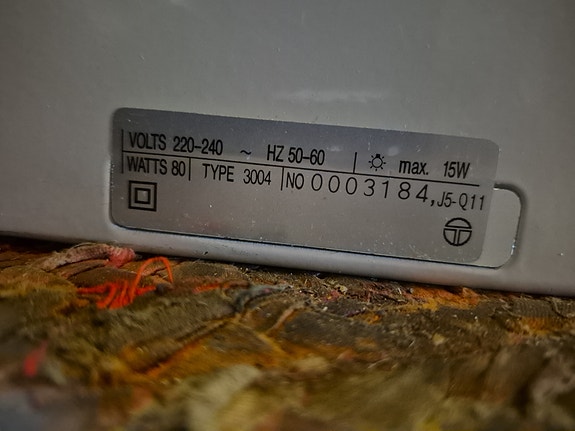 VOLTS 220-240 ~ HZ 50-60 max. 15W
WATTS 80 TYPE 3004 NO 0003184, J5-Q11